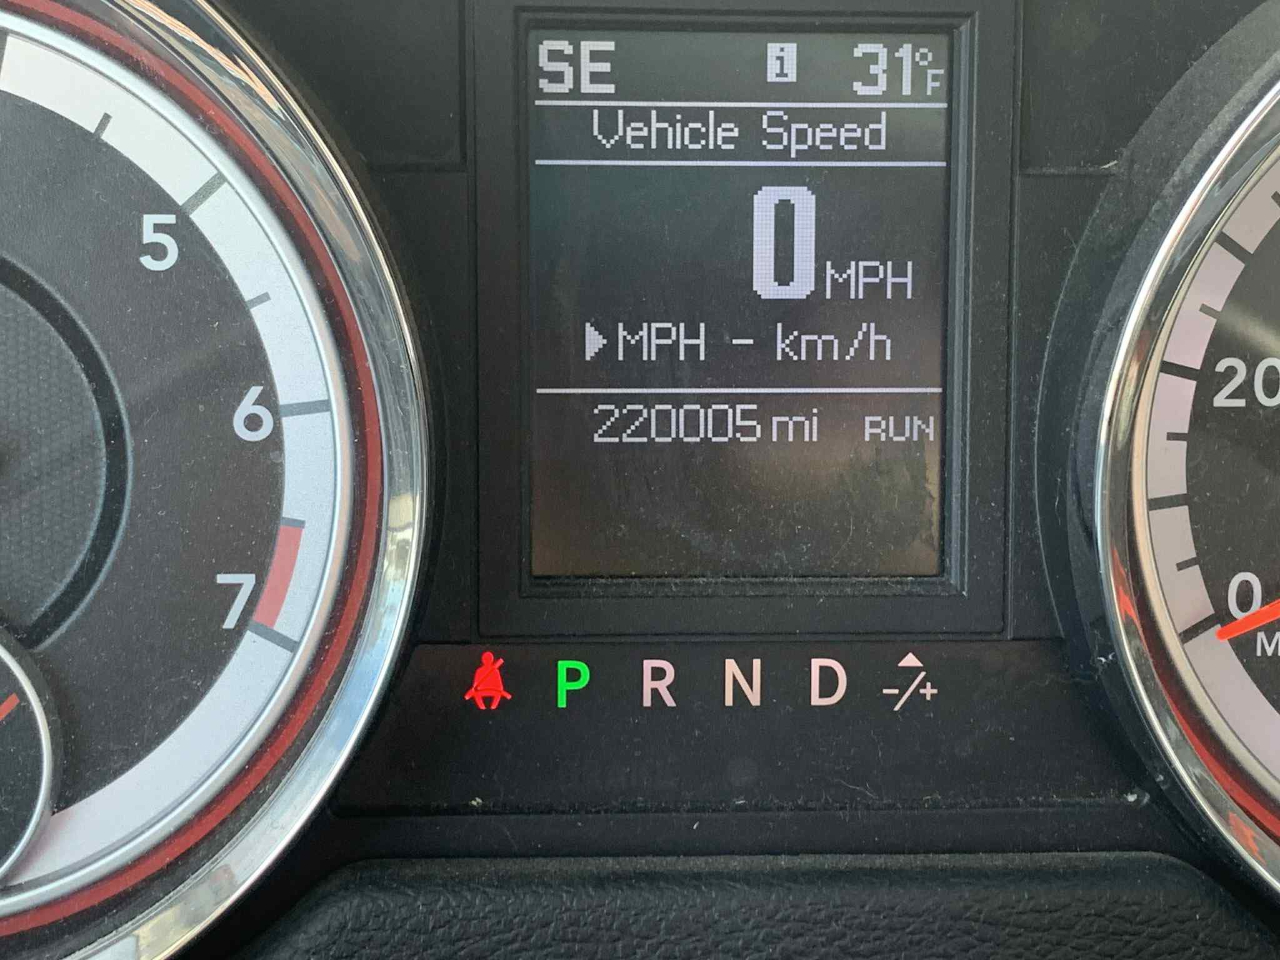 SE i 31°F
Vehicle Speed
0 MPH
MPH - km/h
220005 mi RUN
5
6
7
20
0
P R N D -/+